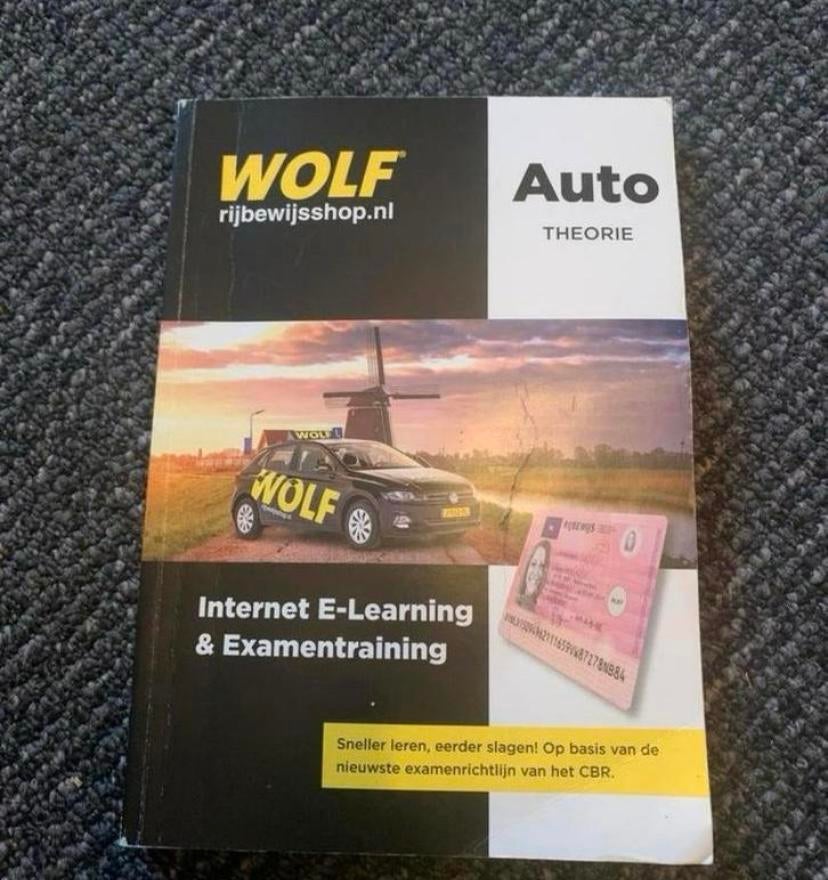 WOLF®
rijbewijsshop.nl
Auto
THEORIE
WOLF L
WOLF
RIJBEWIJS
Internet E-Learning
& Examentraining
Sneller leren, eerder slagen! Op basis van de
nieuwste examenrichtlijn van het CBR.